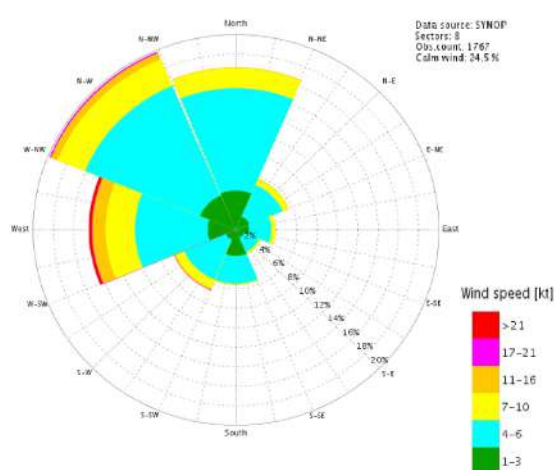 North
N-NW
N-NE
Data source: SYNOP
Sectors: 8
Obs.count: 1767
Calm wind: 24.5 %
N-W
N-E
W-NW
E-NE
West
East
2%
4%
6%
8%
10%
12%
14%
16%
18%
20%
W-SW
E-SE
S-W
S-E
S-SW
S-SE
South
Wind speed [kt]
>21
17-21
11-16
7-10
4-6
1-3